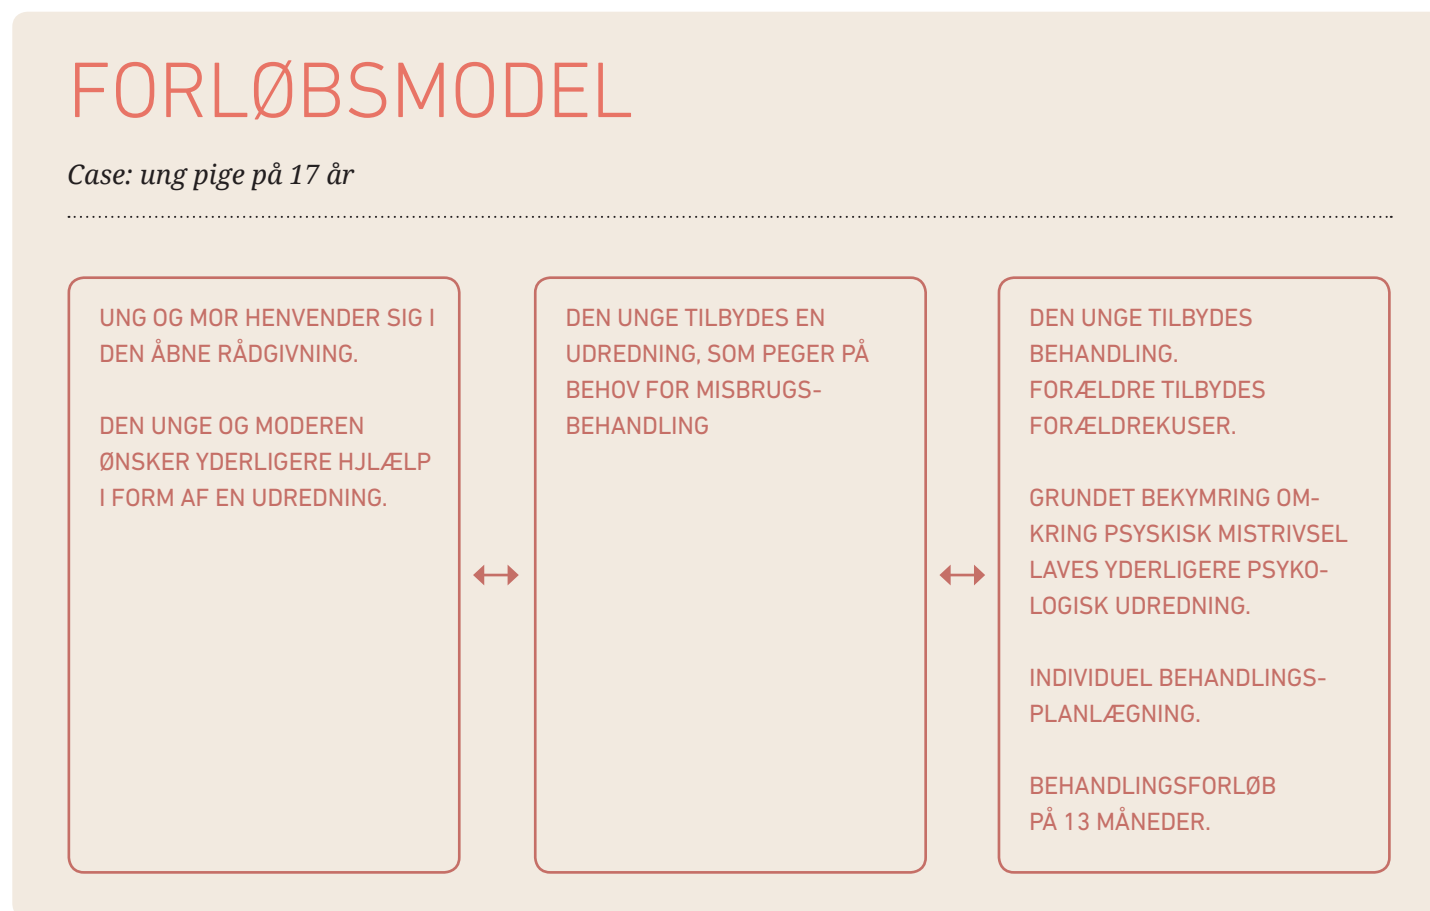 FORLØBSMODEL
Case: ung pige på 17 år
UNG OG MOR HENVENDER SIG I
DEN ÅBNE RÅDGIVNING.
DEN UNGE OG MODEREN
ØNSKER YDERLIGERE HJLÆLP
I FORM AF EN UDREDNING.
DEN UNGE TILBYDES EN
UDREDNING, SOM PEGER PÅ
BEHOV FOR MISBRUGS-
BEHANDLING
DEN UNGE TILBYDES
BEHANDLING.
FORÆLDRE TILBYDES
FORÆLDREKUSER.
GRUNDET BEKYMRING OM-
KRING PSYSKISK MISTRIVSEL
LAVES YDERLIGERE PSYKO-
LOGISK UDREDNING.
INDIVIDUEL BEHANDLINGS-
PLANLÆGNING.
BEHANDLINGSFORLØB
PÅ 13 MÅNEDER.